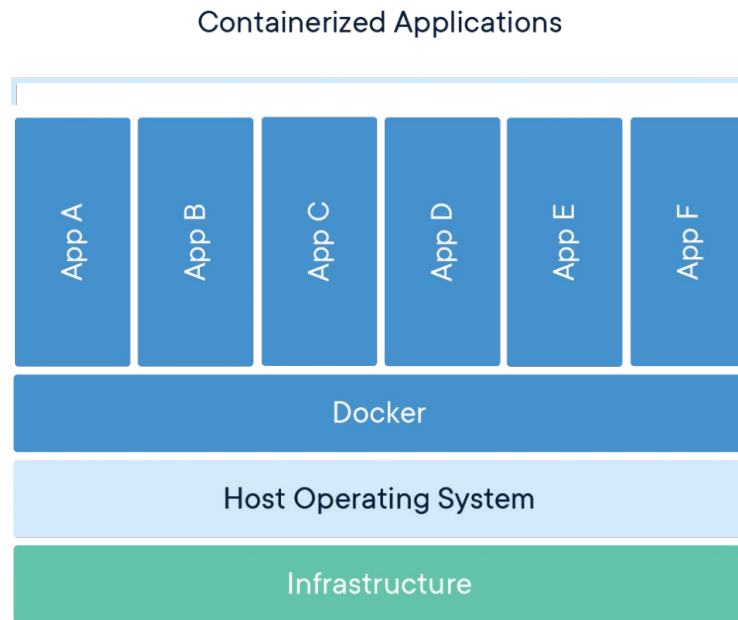 Containerized Applications
App A
App B
App C
App D
App E
App F
Docker
Host Operating System
Infrastructure